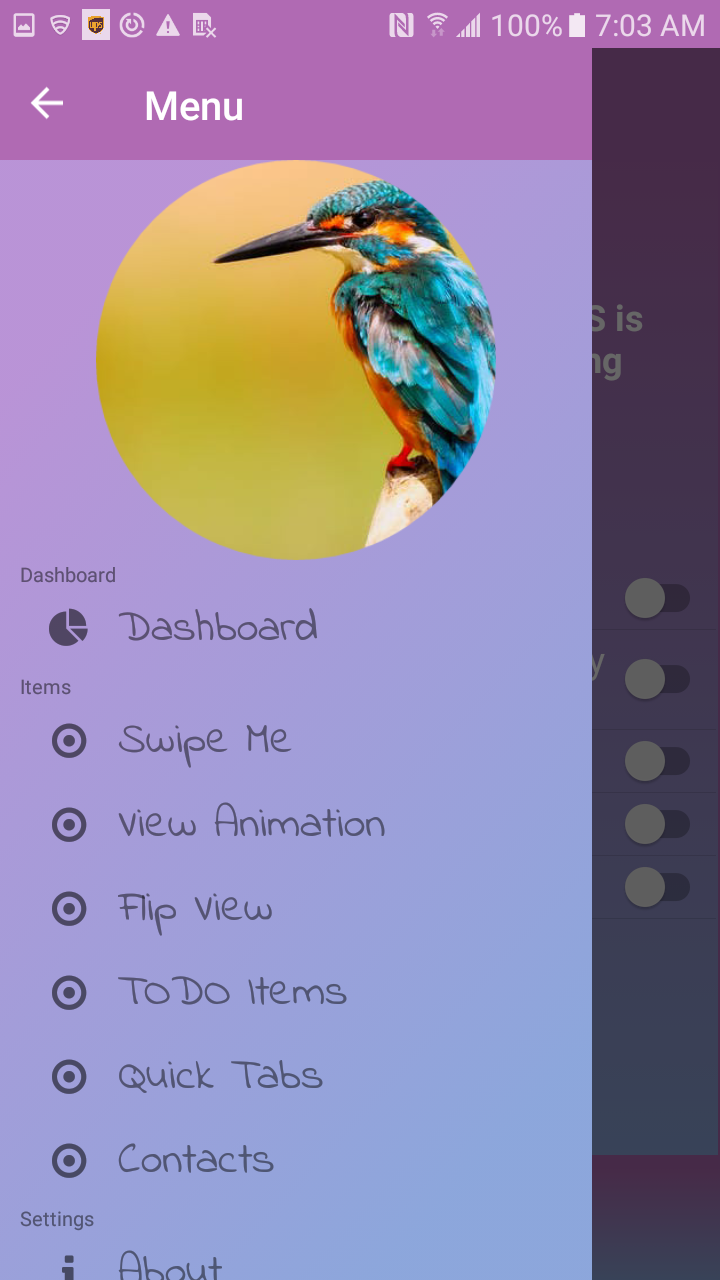 ups
100% 7:03 AM
Menu
S is
ng
Dashboard
Dashboard
y
Items
Swipe Me
View Animation
Flip View
ToDo Items
Quick Tabs
Contacts
Settings
About